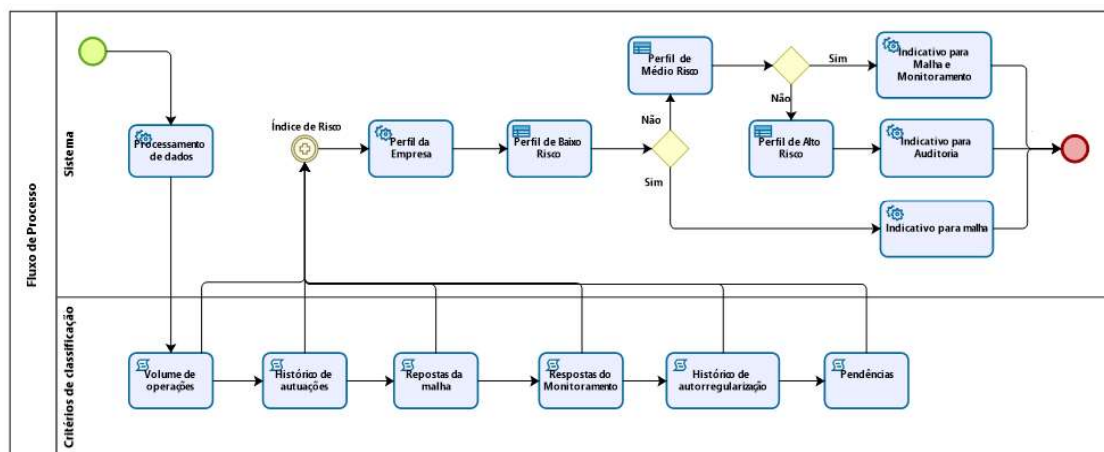 Fluxo de Processo
Sistema
Processamento
de dados
Índice de Risco
Perfil da
Empresa
Perfil de Baixo
Risco
Não
Sim
Perfil de
Médio Risco
Sim
Não
Perfil de Alto
Risco
Indicativo para
Malha e
Monitoramento
Indicativo para
Auditoria
Indicativo para malha
Critérios de classificação
Volume de
operações
Histórico de
autuações
Repostas da
malha
Respostas do
Monitoramento
Histórico de
autorregularização
Pendências